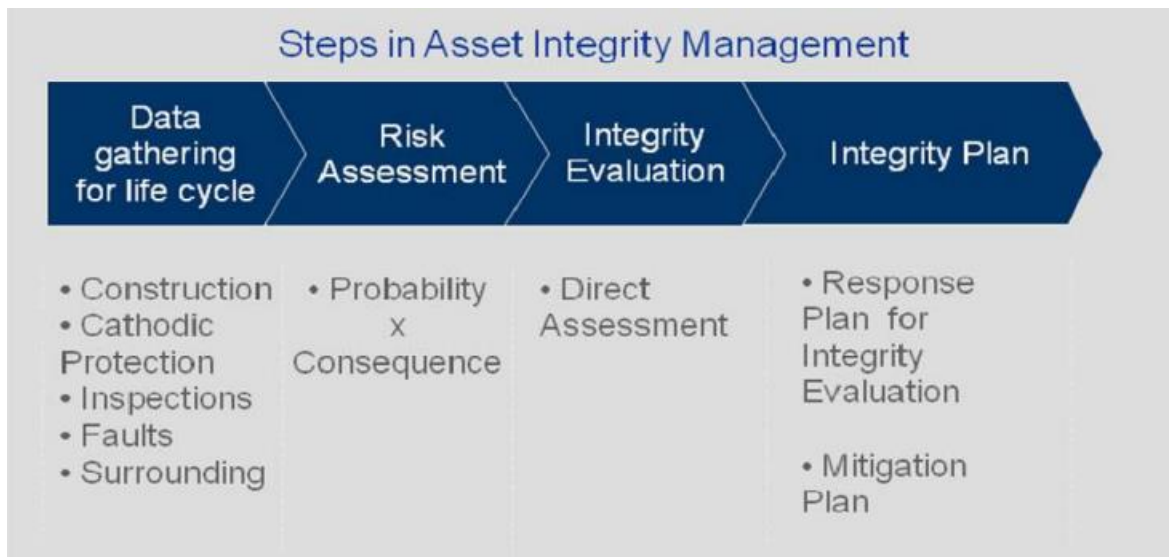 Steps in Asset Integrity Management
Data
gathering
for life cycle
Risk
Assessment
Integrity
Evaluation
Integrity Plan
• Construction
• Cathodic
Protection
• Inspections
• Faults
• Surrounding
• Probability
x
Consequence
• Direct
Assessment
• Response
Plan for
Integrity
Evaluation
• Mitigation
Plan